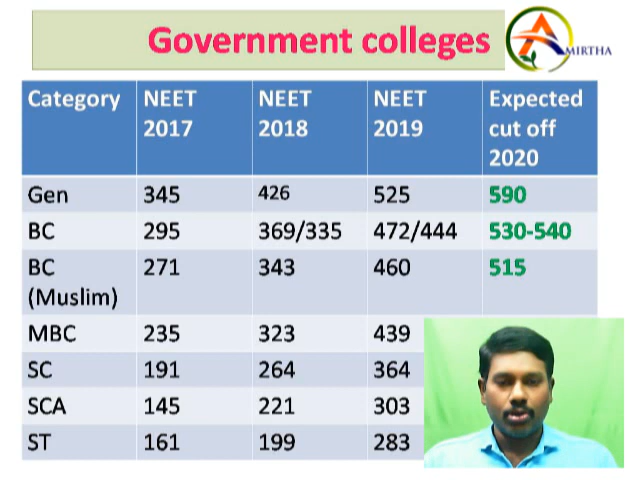 Government colleges
AMIRTHA
Category NEET 2017 NEET 2018 NEET 2019 Expected cut off 2020
Gen 345 426 525 590
BC 295 369/335 472/444 530-540
BC (Muslim) 271 343 460 515
MBC 235 323 439
SC 191 264 364
SCA 145 221 303
ST 161 199 283